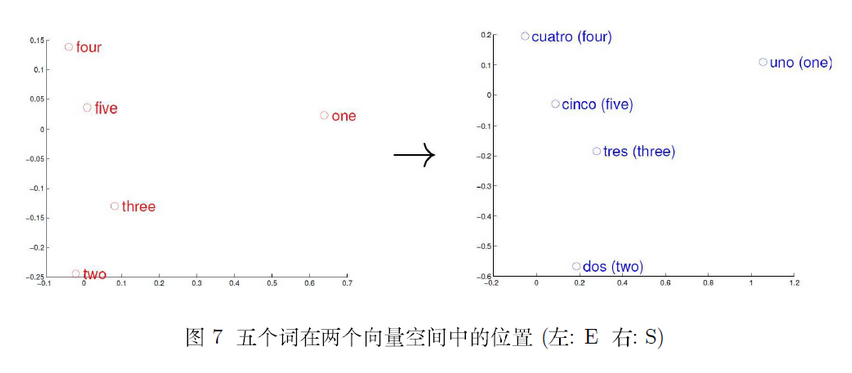 0.15
four
0.1
five
0.05
one
0
-0.05
-0.1
three
-0.15
-0.2
two
-0.25
-0.1 0 0.1 0.2 0.3 0.4 0.5 0.6 0.7
→
0.2
cuatro (four)
0.1
uno (one)
0
cinco (five)
-0.1
tres (three)
-0.2
-0.3
-0.4
-0.5
dos (two)
-0.6
-0.2 0 0.2 0.4 0.6 0.8 1 1.2
图 7 五个词在两个向量空间中的位置 (左: E 右: S)